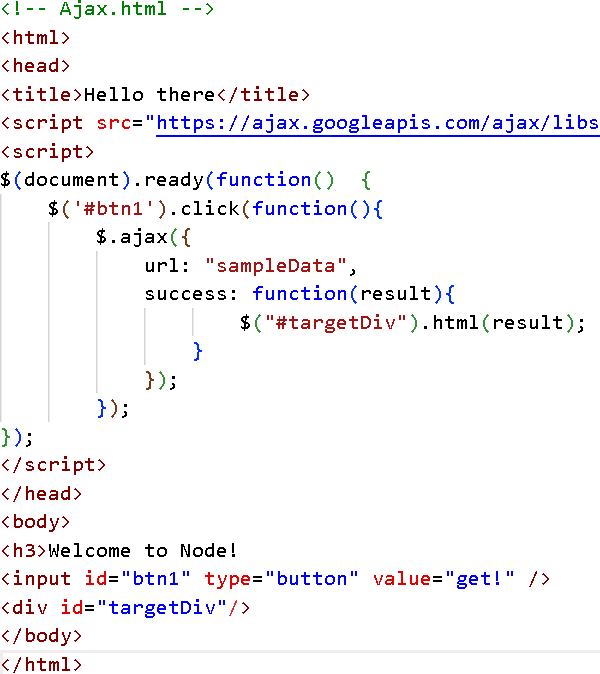 <!-- Ajax.html -->
<html>
<head>
<title>Hello there</title>
<script src="https://ajax.googleapis.com/ajax/libs
<script>
$(document).ready(function()  {
    $('#btn1').click(function(){
        $.ajax({
            url: "sampleData",
            success: function(result){
                    $("#targetDiv").html(result);
                }
            });
        });
});
</script>
</head>
<body>
<h3>Welcome to Node!
<input id="btn1" type="button" value="get!" />
<div id="targetDiv"/>
</body>
</html>